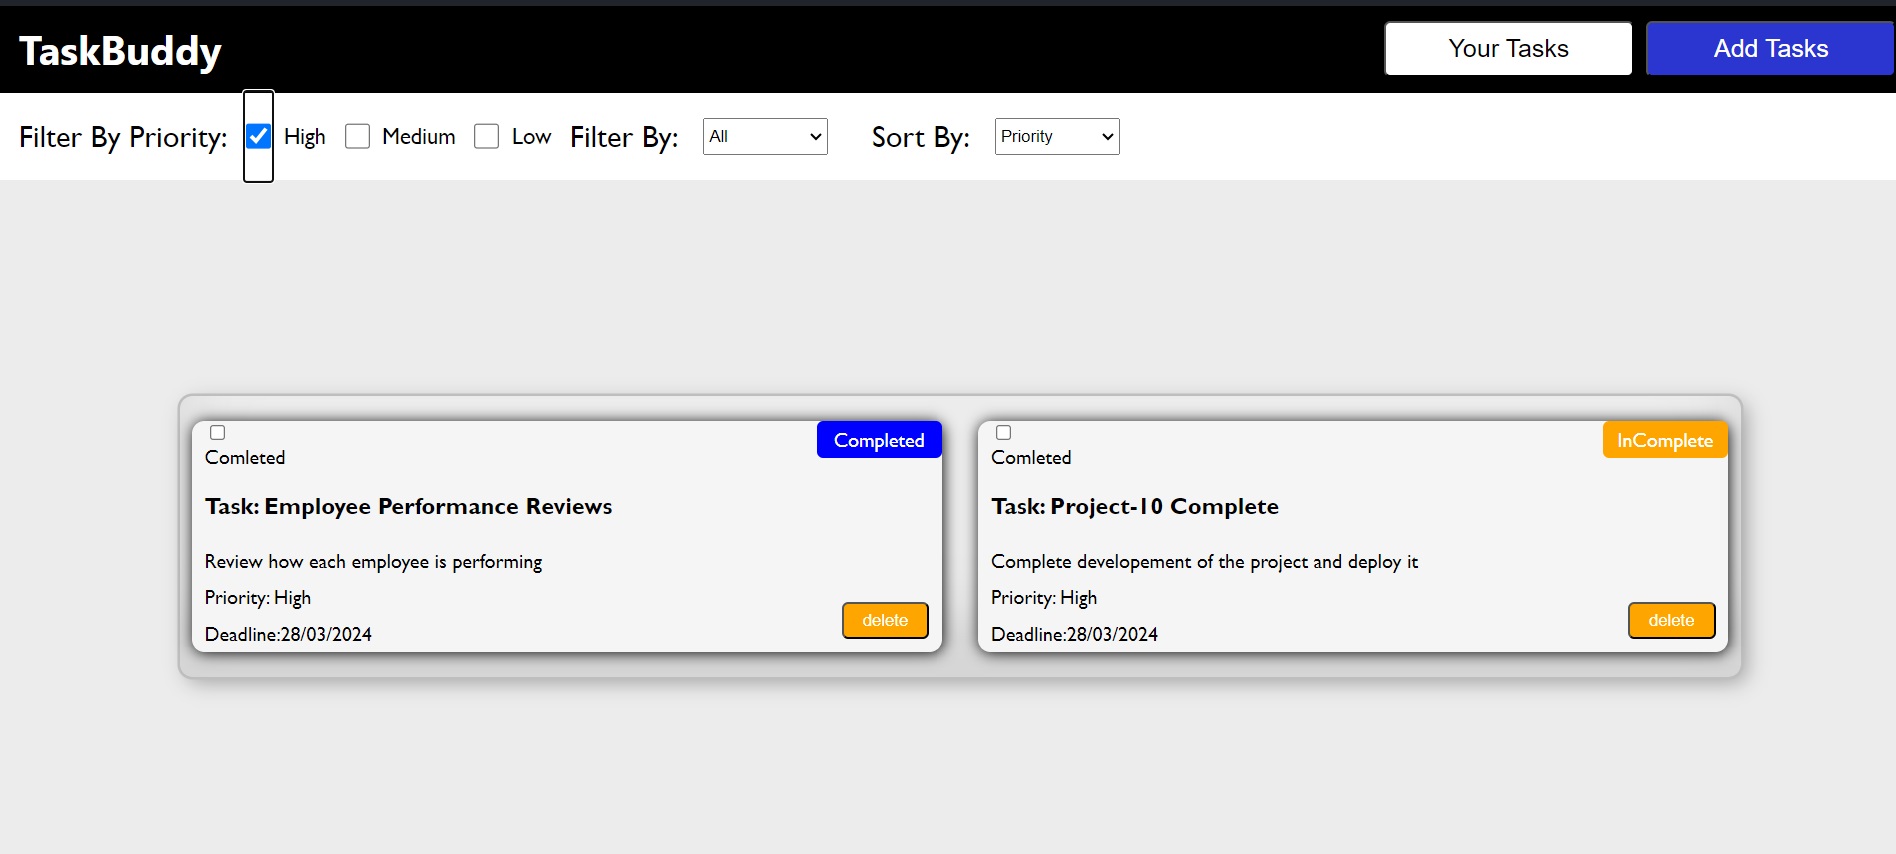 TaskBuddy
Your Tasks
Add Tasks
Filter By Priority: High Medium Low Filter By: All Sort By: Priority
Completed
Comleted
Task: Employee Performance Reviews
Review how each employee is performing
Priority: High
delete
Deadline:28/03/2024
InComplete
Comleted
Task: Project-10 Complete
Complete developement of the project and deploy it
Priority: High
delete
Deadline:28/03/2024